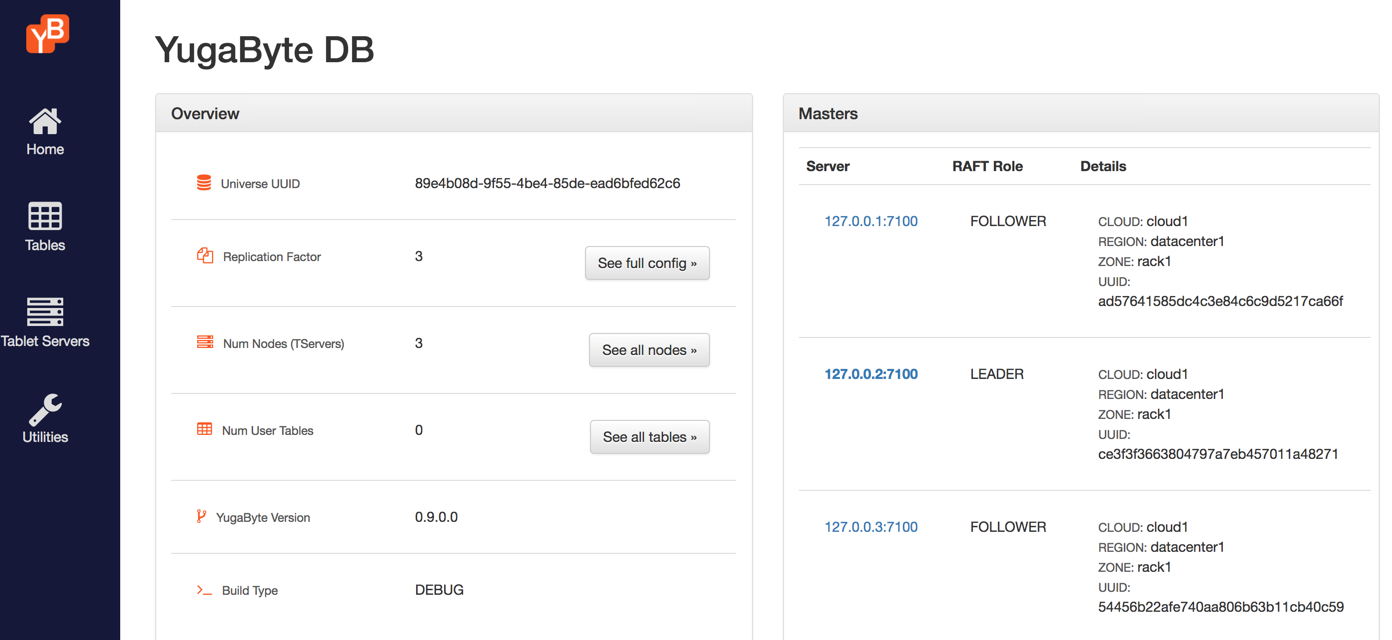 YB
YugaByte DB
Home
Tables
Tablet Servers
Utilities
Overview
Universe UUID 89e4b08d-9f55-4be4-85de-ead6bfed62c6
Replication Factor 3 See full config »
Num Nodes (TServers) 3 See all nodes »
Num User Tables 0 See all tables »
YugaByte Version 0.9.0.0
Build Type DEBUG
Masters
Server RAFT Role Details
127.0.0.1:7100 FOLLOWER CLOUD: cloud1
REGION: datacenter1
ZONE: rack1
UUID:
ad57641585dc4c3e84c6c9d5217ca66f
127.0.0.2:7100 LEADER CLOUD: cloud1
REGION: datacenter1
ZONE: rack1
UUID:
ce3f3f3663804797a7eb457011a48271
127.0.0.3:7100 FOLLOWER CLOUD: cloud1
REGION: datacenter1
ZONE: rack1
UUID:
54456b22afe740aa806b63b11cb40c59